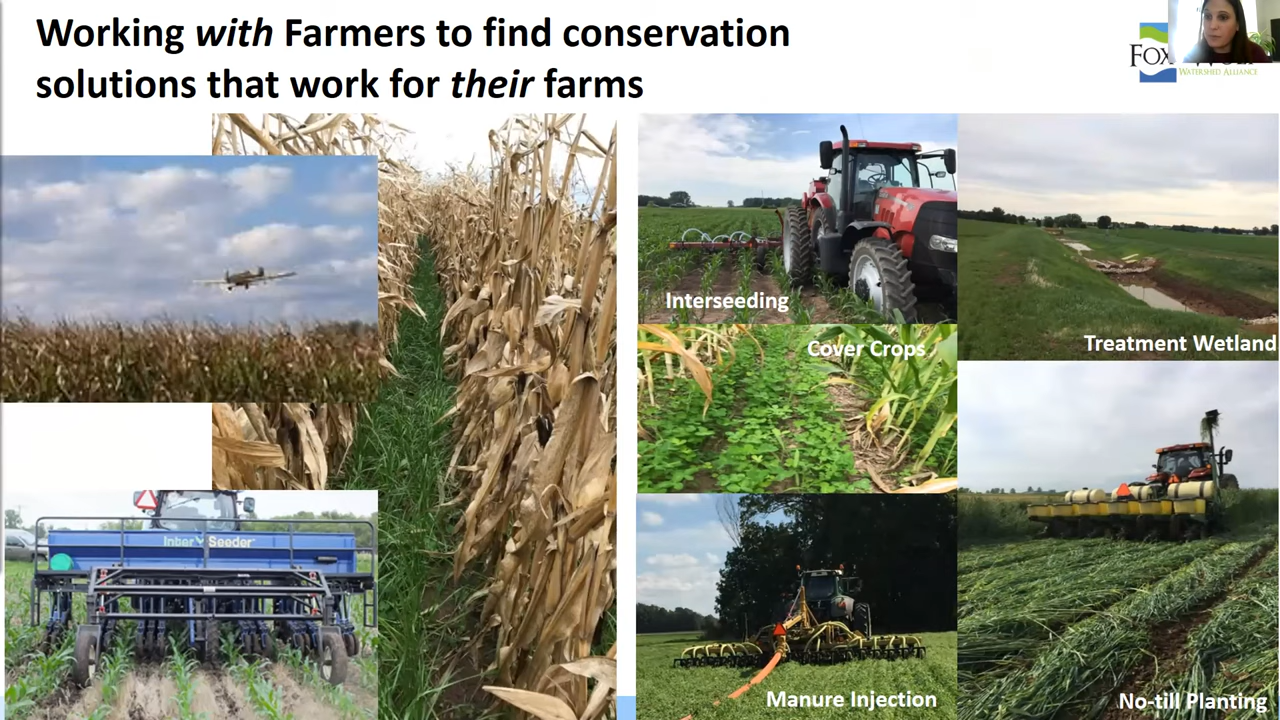 Working with Farmers to find conservation
solutions that work for their farms
FOX
WATERSHED ALLIANCE
Interseeding
Treatment Wetland
Cover Crops
Inter Seeder
Manure Injection
No-till Planting